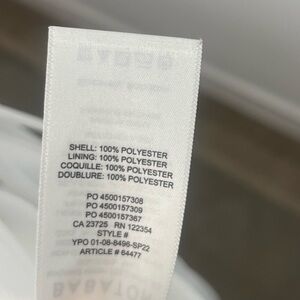 SHELL: 100% POLYESTER
LINING: 100% POLYESTER
COQUILLE: 100% POLYESTER
DOUBLURE: 100% POLYESTER
PO 4500157308
PO 4500157309
PO 4500157367
CA 23725 RN 122354
STYLE #
YPO 01-08-8496-SP22
ARTICLE # 64477